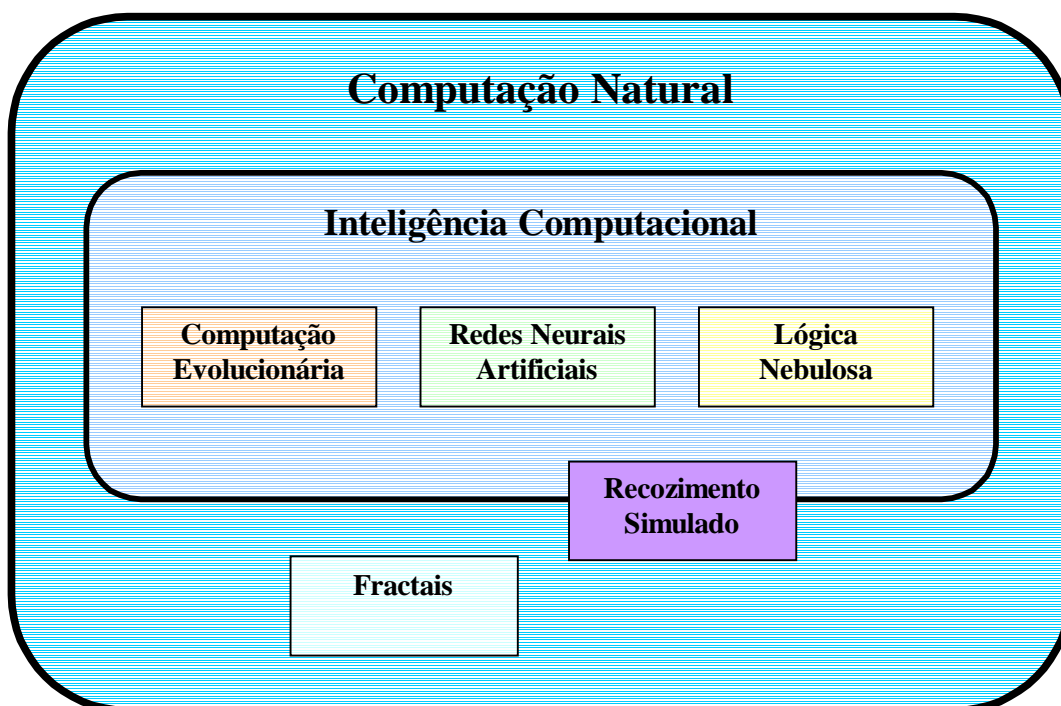 Computação Natural
Inteligência Computacional
Computação
Evolucionária
Redes Neurais
Artificiais
Lógica
Nebulosa
Recozimento
Simulado
Fractais